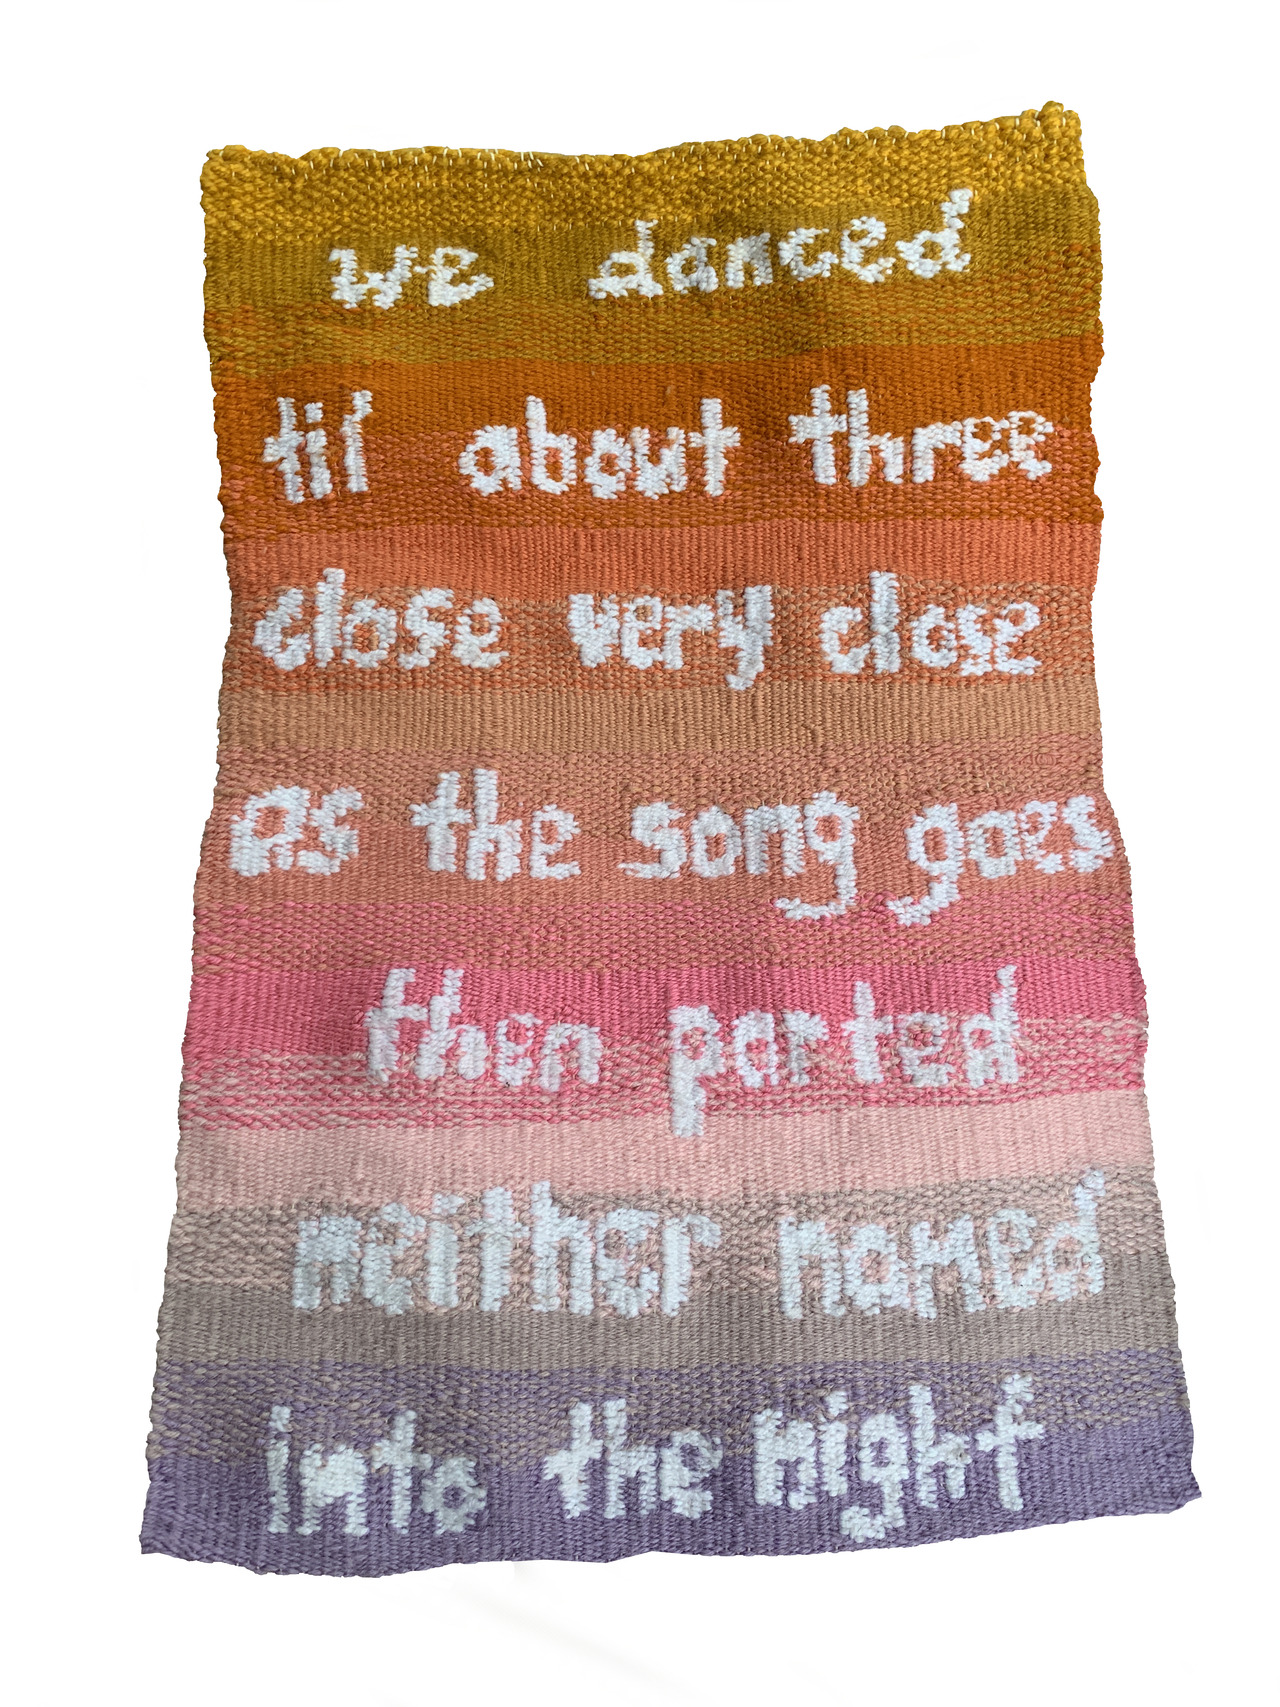 we danced
til' about three
close very close
as the song goes
then parted
neither named
into the night